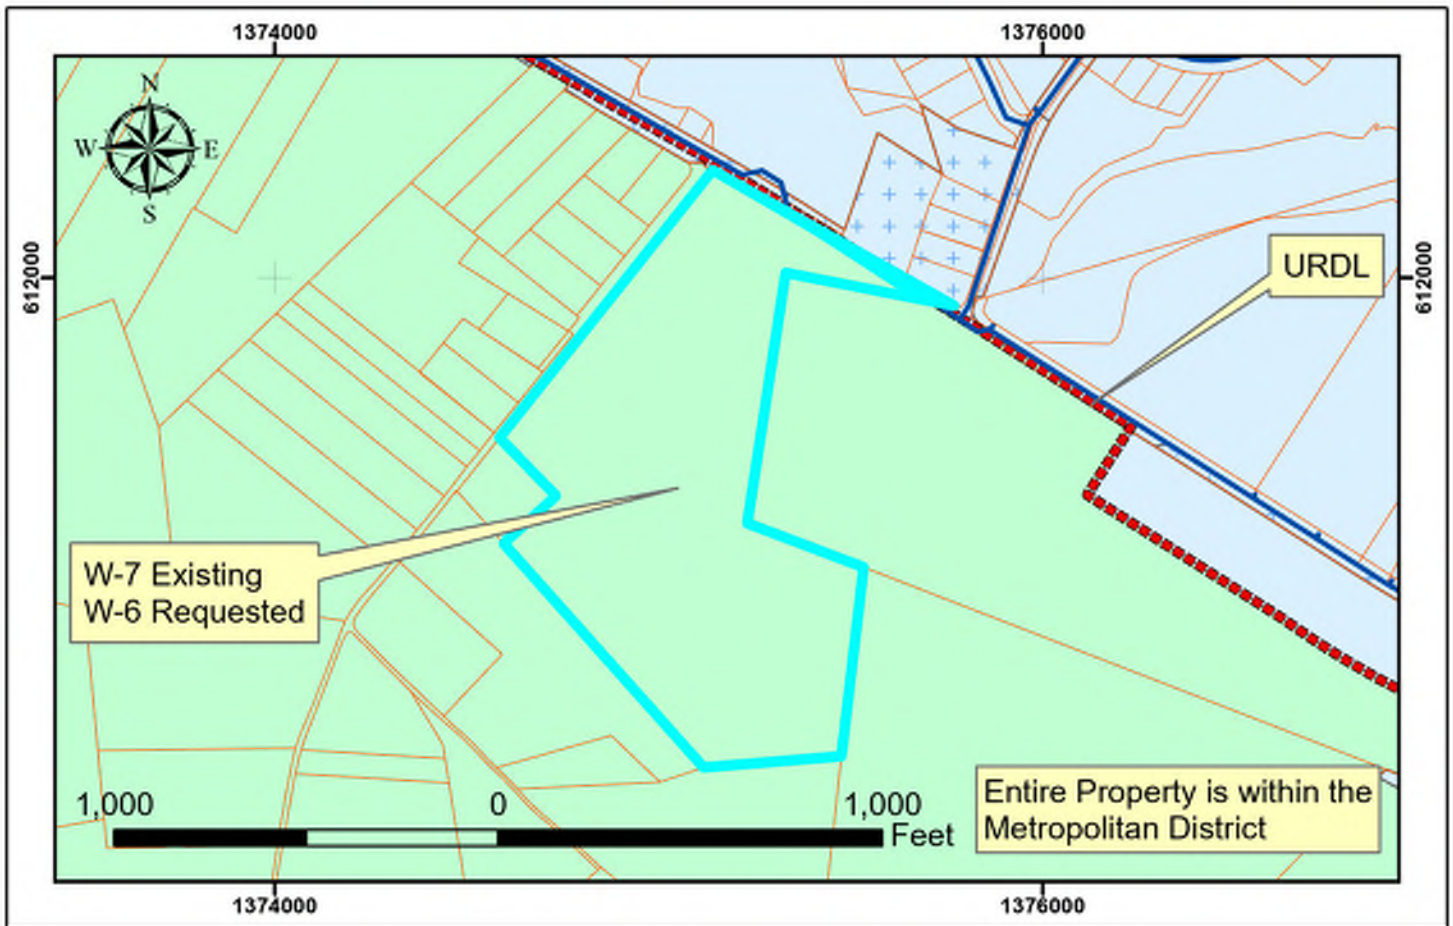 1374000
1376000
N
W
E
S
612000
612000
URDL
W-7 Existing
W-6 Requested
1,000
0
1,000
Feet
Entire Property is within the
Metropolitan District
1374000
1376000